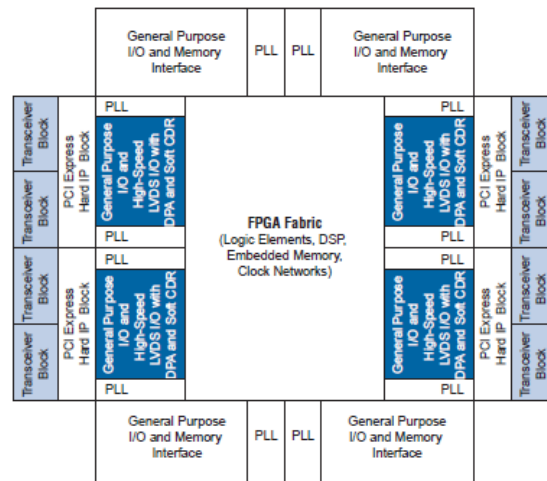 General Purpose
I/O and Memory
Interface
PLL
PLL
General Purpose
I/O and Memory
Interface
Transceiver
Block
Transceiver
Block
PCI Express
Hard IP Block
PLL
General Purpose
I/O and
High-Speed
LVDS I/O with
DPA and Soft CDR
PLL
Transceiver
Block
Transceiver
Block
PCI Express
Hard IP Block
PLL
General Purpose
I/O and
High-Speed
LVDS I/O with
DPA and Soft CDR
PLL
FPGA Fabric
(Logic Elements, DSP,
Embedded Memory,
Clock Networks)
PLL
General Purpose
I/O and
High-Speed
LVDS I/O with
DPA and Soft CDR
PLL
PCI Express
Hard IP Block
Transceiver
Block
Transceiver
Block
PLL
General Purpose
I/O and
High-Speed
LVDS I/O with
DPA and Soft CDR
PLL
PCI Express
Hard IP Block
Transceiver
Block
Transceiver
Block
General Purpose
I/O and Memory
Interface
PLL
PLL
General Purpose
I/O and Memory
Interface